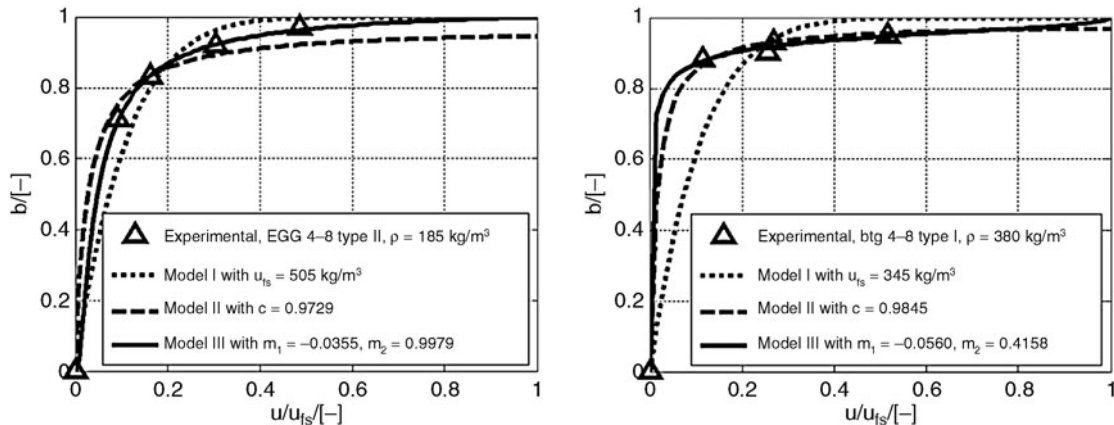 1
0.8
0.6
0.4
0.2
0
b/[–]
Experimental, EGG 4–8 type II, ρ = 185 kg/m³
Model I with u_fs = 505 kg/m³
Model II with c = 0.9729
Model III with m₁ = –0.0355, m₂ = 0.9979
0 0.2 0.4 0.6 0.8 1
u/u_fs/[–]
1
0.8
0.6
0.4
0.2
0
b/[–]
Experimental, btg 4–8 type I, ρ = 380 kg/m³
Model I with u_fs = 345 kg/m³
Model II with c = 0.9845
Model III with m₁ = –0.0560, m₂ = 0.4158
0 0.2 0.4 0.6 0.8 1
u/u_fs/[–]